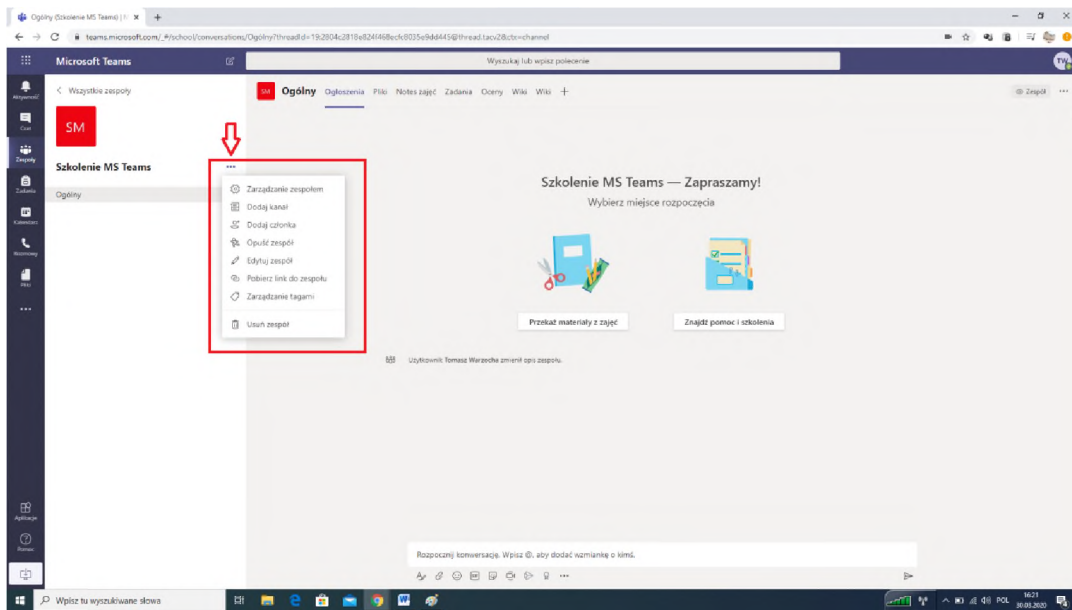 Ogólny (Szkolenie MS Teams) | M
teams.microsoft.com/_#/school/conversations/Ogólny?threadId=19:2804c2818e824f468ecfc8035e9dd445@thread.tacv2&ctx=channel
Microsoft Teams
Wyszukaj lub wpisz polecenie
TW
Aktywność
Czat
Zespoły
Zadania
Kalendarz
Rozmowy
Pliki
Aplikacje
Pomoc
Wszystkie zespoły
SM
Szkolenie MS Teams
Ogólny
Zarządzanie zespołem
Dodaj kanał
Dodaj członka
Opuść zespół
Edytuj zespół
Pobierz link do zespołu
Zarządzanie tagami
Usuń zespół
SM Ogólny Ogłoszenia Pliki Notes zajęć Zadania Oceny Wiki Wiki
Zespół
Szkolenie MS Teams — Zapraszamy!
Wybierz miejsce rozpoczęcia
Przekaż materiały z zajęć
Znajdź pomoc i szkolenia
Użytkownik Tomasz Warzecha zmienił opis zespołu.
Rozpocznij konwersację. Wpisz @, aby dodać wzmiankę o kimś.
Wpisz tu wyszukiwane słowa
POL
16:21
30.03.2020